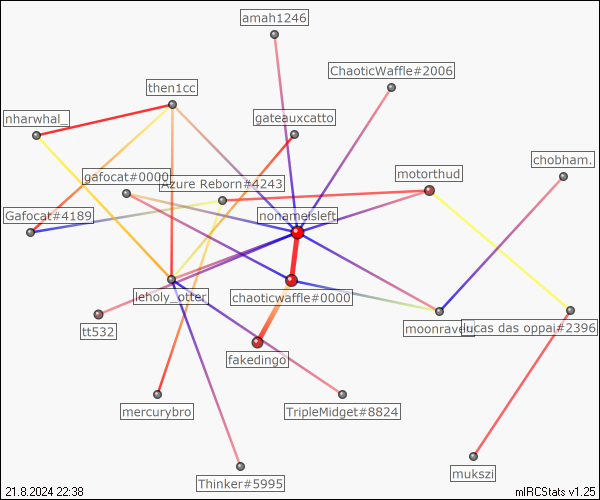 amah1246
ChaoticWaffle#2006
then1cc
nharwhal_
gateauxcatto
chobham.
gafocat#0000
Azure Reborn#4243
motorthud
Gafocat#4189
nonameisleft
leholy_otter
chaoticwaffle#0000
tt532
moonrave
lucas das oppai#2396
fakedingo
mercurybro
TripleMidget#8824
Thinker#5995
mukszi
21.8.2024 22:38
mIRCStats v1.25